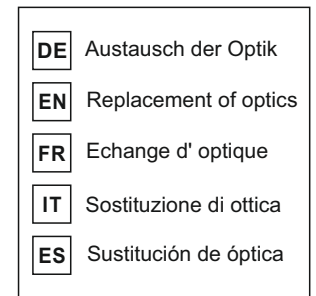 DE Austausch der Optik
EN Replacement of optics
FR Echange d' optique
IT Sostituzione di ottica
ES Sustitución de óptica